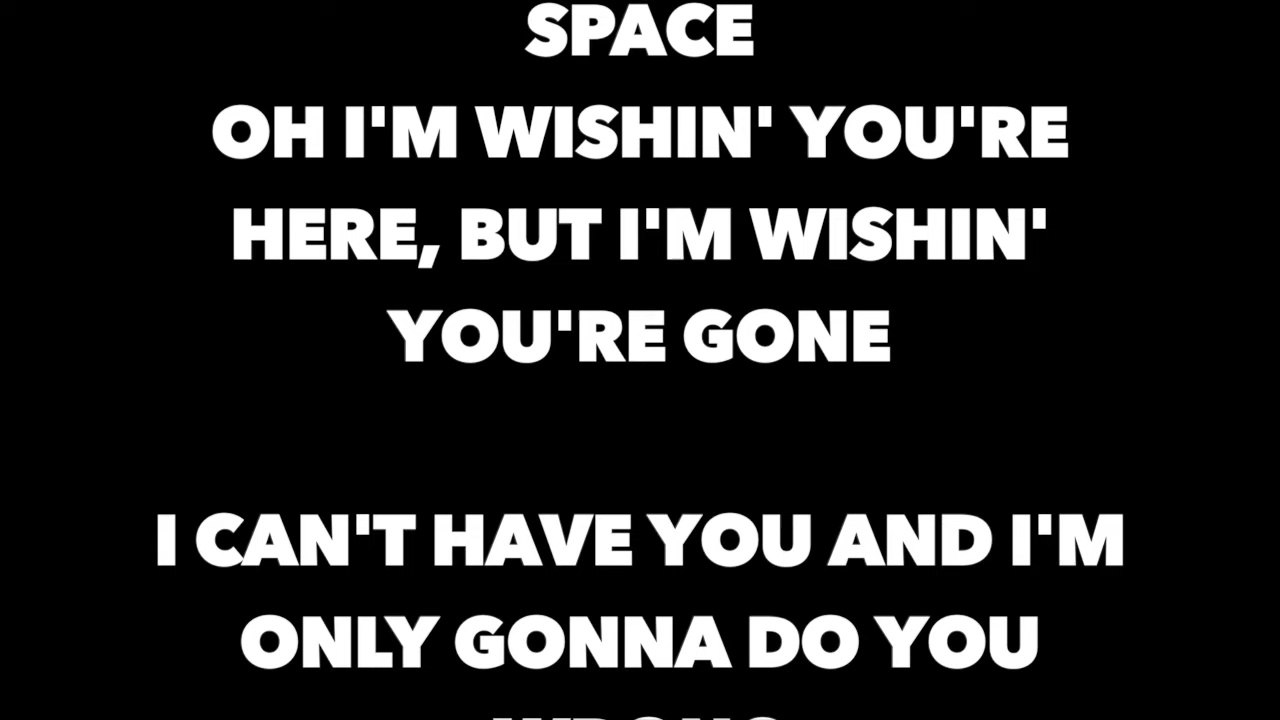 SPACE
OH I'M WISHIN' YOU'RE
HERE, BUT I'M WISHIN'
YOU'RE GONE
I CAN'T HAVE YOU AND I'M
ONLY GONNA DO YOU